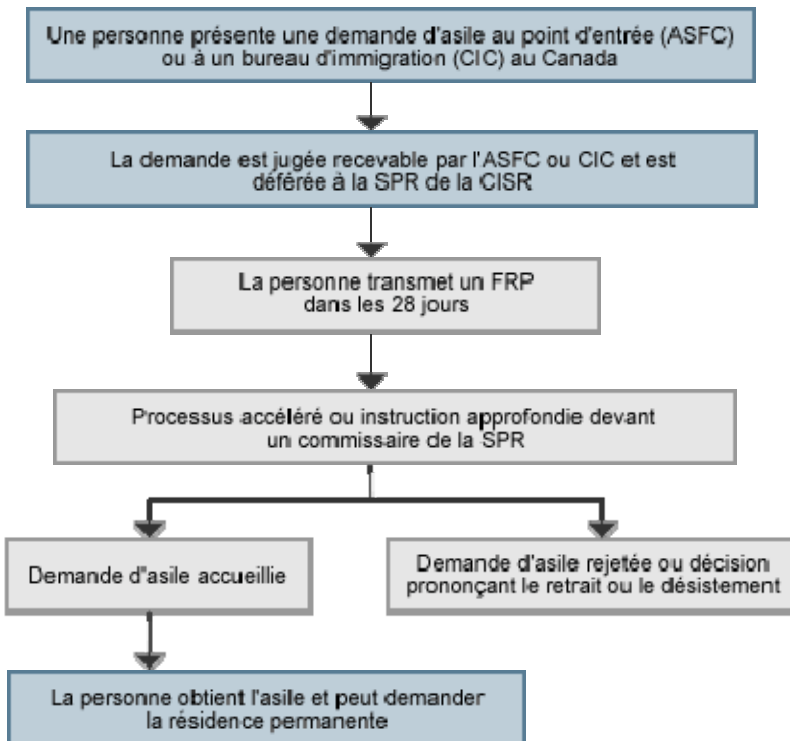 Une personne présente une demande d'asile au point d'entrée (ASFC)
ou à un bureau d'immigration (CIC) au Canada
La demande est jugée recevable par l'ASFC ou CIC et est
déférée à la SPR de la CISR
La personne transmet un FRP
dans les 28 jours
Processus accéléré ou instruction approfondie devant
un commissaire de la SPR
Demande d'asile accueillie
Demande d'asile rejetée ou décision
prononçant le retrait ou le désistement
La personne obtient l'asile et peut demander
la résidence permanente